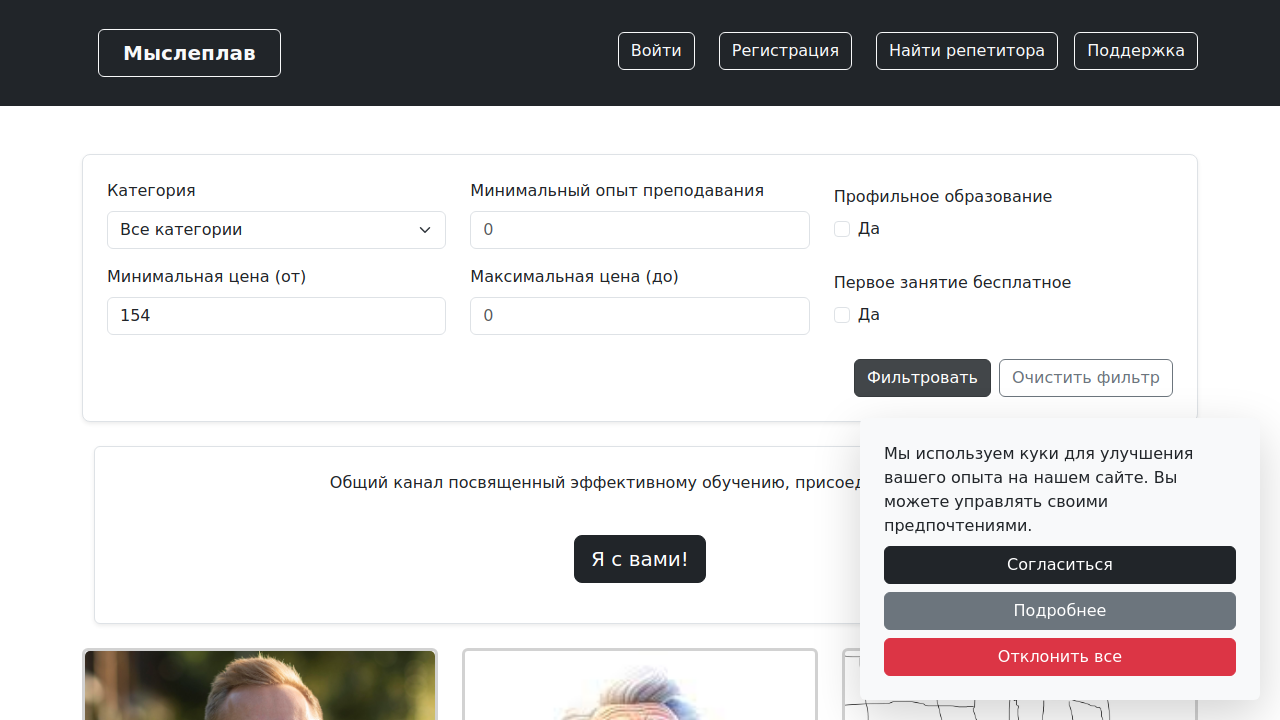 Мыслеплав
Войти
Регистрация
Найти репетитора
Поддержка
Категория
Все категории
Минимальный опыт преподавания
0
Профильное образование
Да
Минимальная цена (от)
154
Максимальная цена (до)
0
Первое занятие бесплатное
Да
Фильтровать
Очистить фильтр
Общий канал посвященный эффективному обучению,
Я с вами!
Мы используем куки для улучшения
вашего опыта на нашем сайте. Вы
можете управлять своими
предпочтениями.
Согласиться
Подробнее
Отклонить все